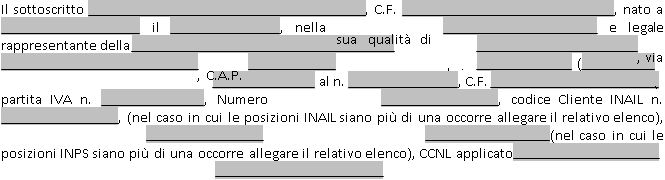 Il sottoscritto , C.F. , nato a
il , nella e legale
rappresentante della sua qualità di
, . ( , via
, C.A.P. al n. , C.F. ,
partita IVA n. , Numero , codice Cliente INAIL n.
, (nel caso in cui le posizioni INAIL siano più di una occorre allegare il relativo elenco),
(nel caso in cui le
posizioni INPS siano più di una occorre allegare il relativo elenco), CCNL applicato